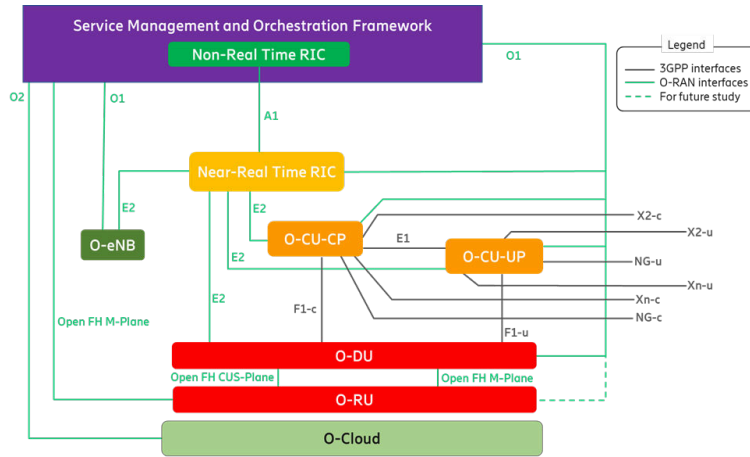 Service Management and Orchestration Framework
Non-Real Time RIC
O1
Legend
3GPP interfaces
O-RAN interfaces
For future study
O2
O1
A1
Near-Real Time RIC
E2
E2
O-CU-CP
X2-c
O-eNB
E1
X2-u
E2
O-CU-UP
NG-u
Xn-u
E2
Xn-c
F1-c
NG-c
Open FH M-Plane
F1-u
O-DU
Open FH CUS-Plane
Open FH M-Plane
O-RU
O-Cloud